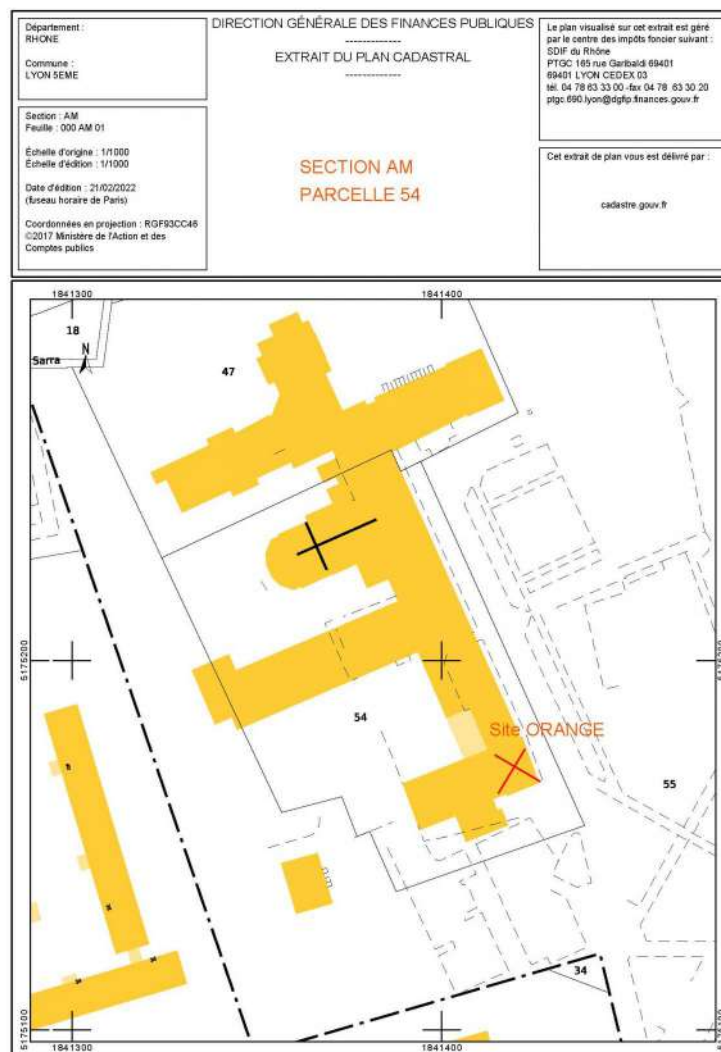 Département :
RHONE
Commune :
LYON 5EME
Section : AM
Feuille : 000 AM 01
Échelle d'origine : 1/1000
Échelle d'édition : 1/1000
Date d'édition : 21/02/2022
(fuseau horaire de Paris)
Coordonnées en projection : RGF93CC46
©2017 Ministère de l'Action et des
Comptes publics
DIRECTION GÉNÉRALE DES FINANCES PUBLIQUES
-------------
EXTRAIT DU PLAN CADASTRAL
-------------
SECTION AM
PARCELLE 54
Le plan visualisé sur cet extrait est géré
par le centre des impôts foncier suivant :
SDIF du Rhône
PTGC 165 rue Garibaldi 69401
69401 LYON CEDEX 03
tél. 04 78 63 33 00 -fax 04 78 63 30 20
ptgc.690.lyon@dgfip.finances.gouv.fr
Cet extrait de plan vous est délivré par :
cadastre.gouv.fr
1841300
1841400
18
N
Sarra
47
5175200
5175200
54
Site ORANGE
55
34
5175100
5175100
1841300
1841400